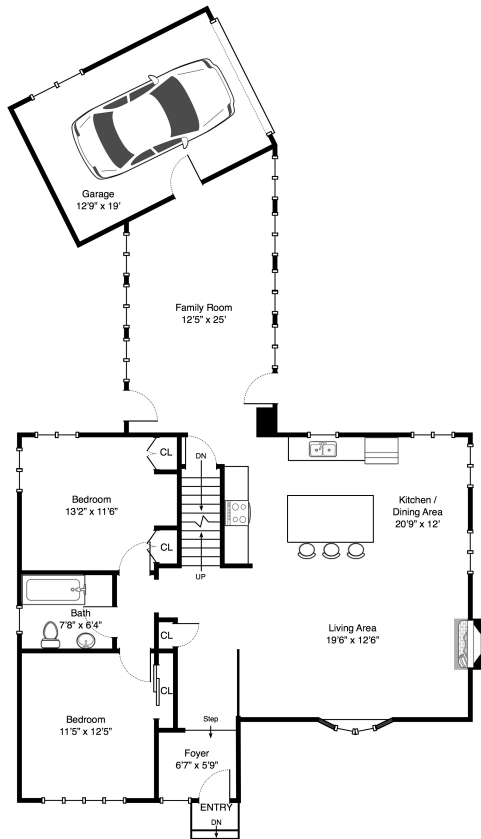 Garage
12'9" x 19'
Family Room
12'5" x 25'
CL
DN
Bedroom
13'2" x 11'6"
Kitchen /
Dining Area
20'9" x 12'
CL
UP
Bath
7'8" x 6'4"
CL
Living Area
19'6" x 12'6"
CL
Bedroom
11'5" x 12'5"
Step
Foyer
6'7" x 5'9"
ENTRY
DN